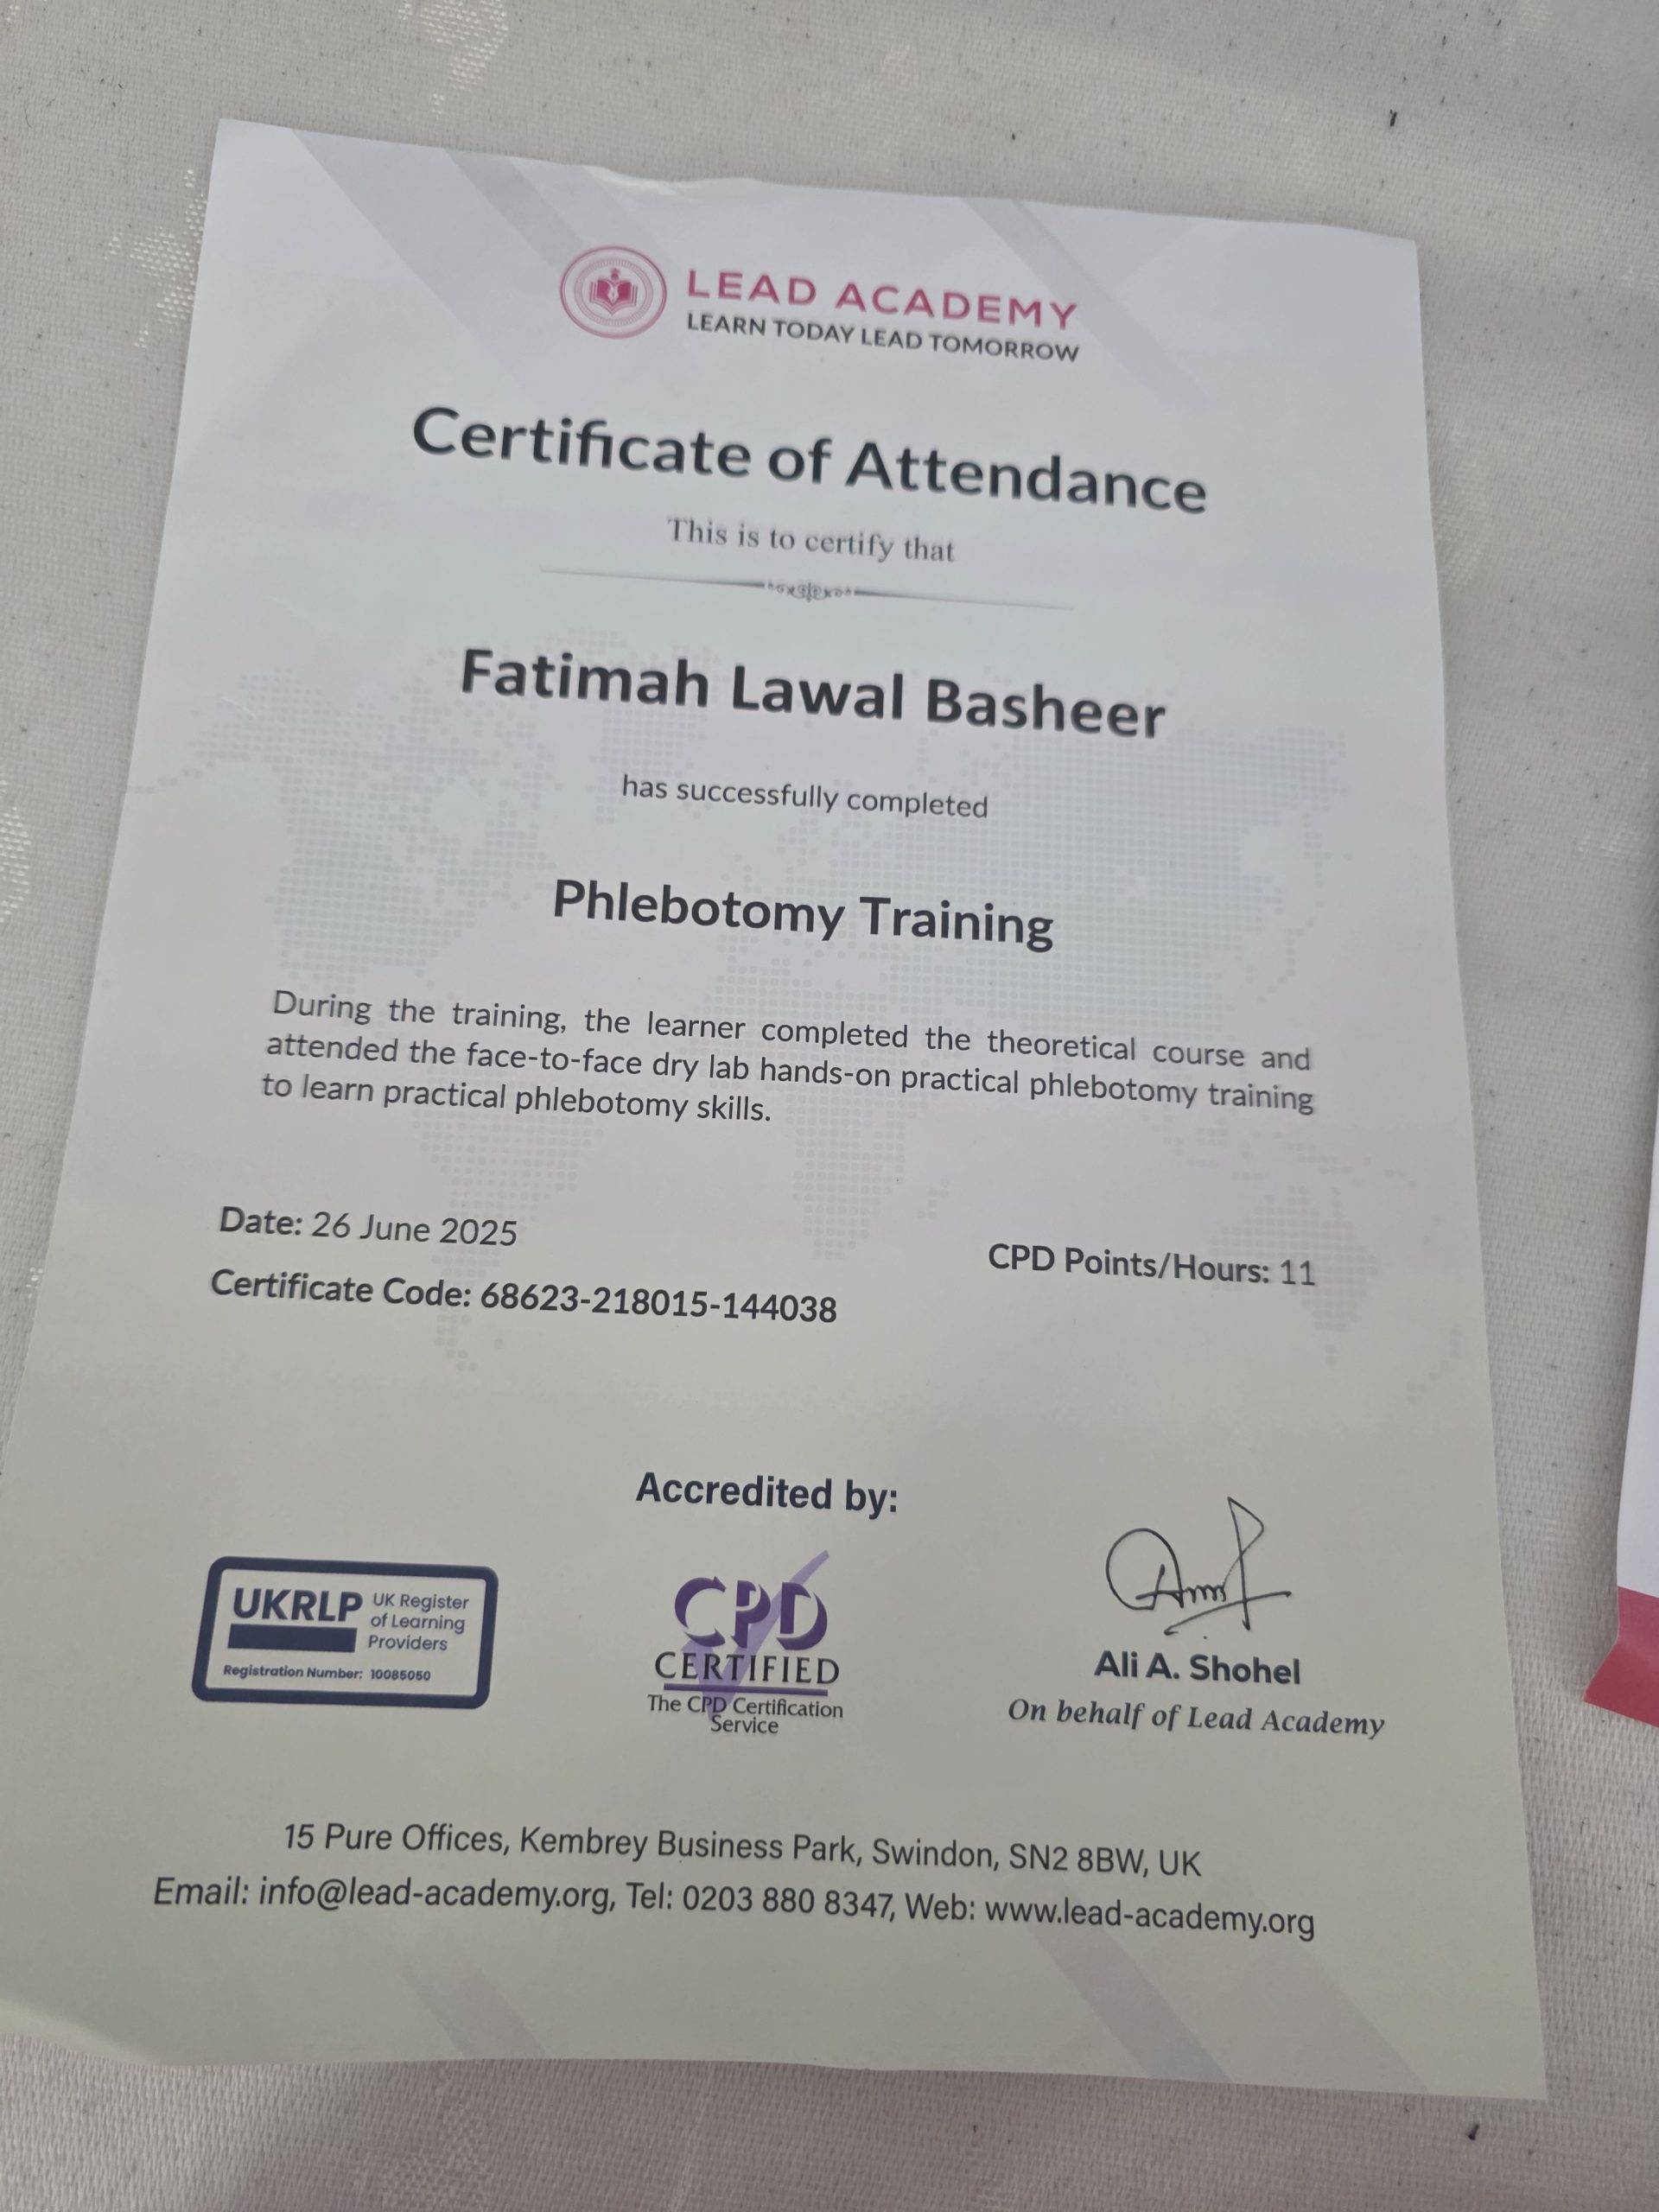 LEAD ACADEMY
LEARN TODAY LEAD TOMORROW
Certificate of Attendance
This is to certify that
Fatimah Lawal Basheer
has successfully completed
Phlebotomy Training
During the training, the learner completed the theoretical course and
attended the face-to-face dry lab hands-on practical phlebotomy training
to learn practical phlebotomy skills.
Date: 26 June 2025
CPD Points/Hours: 11
Certificate Code: 68623-218015-144038
Accredited by:
UKRLP
UK Register
of Learning
Providers
Registration Number: 10085050
CPD
CERTIFIED
The CPD Certification
Service
Ali A. Shohel
On behalf of Lead Academy
15 Pure Offices, Kembrey Business Park, Swindon, SN2 8BW, UK
Email: info@lead-academy.org, Tel: 0203 880 8347, Web: www.lead-academy.org